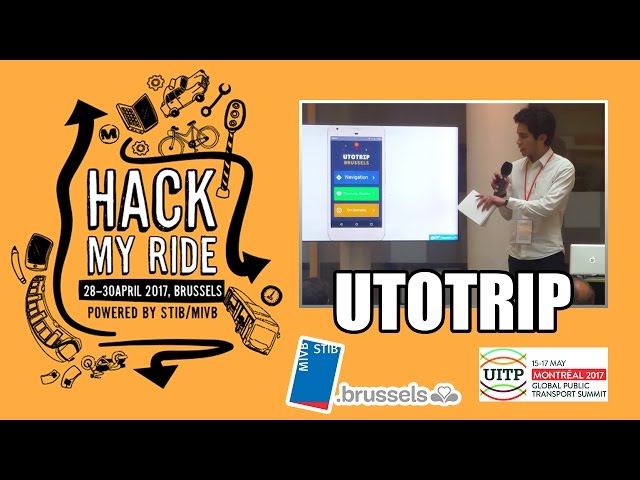 HACK
MY RIDE
28–30APRIL 2017, BRUSSELS
POWERED BY STIB/MIVB
M
UTOTRIP
BRUSSELS
Navigation
UTOTRIP
MIVB
STIB
.brussels
UITP
15-17 MAY
MONTRÉAL 2017
GLOBAL PUBLIC
TRANSPORT SUMMIT